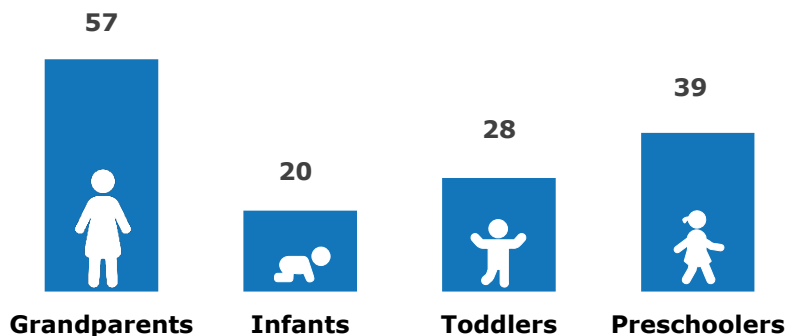 57
20
28
39
Grandparents
Infants
Toddlers
Preschoolers